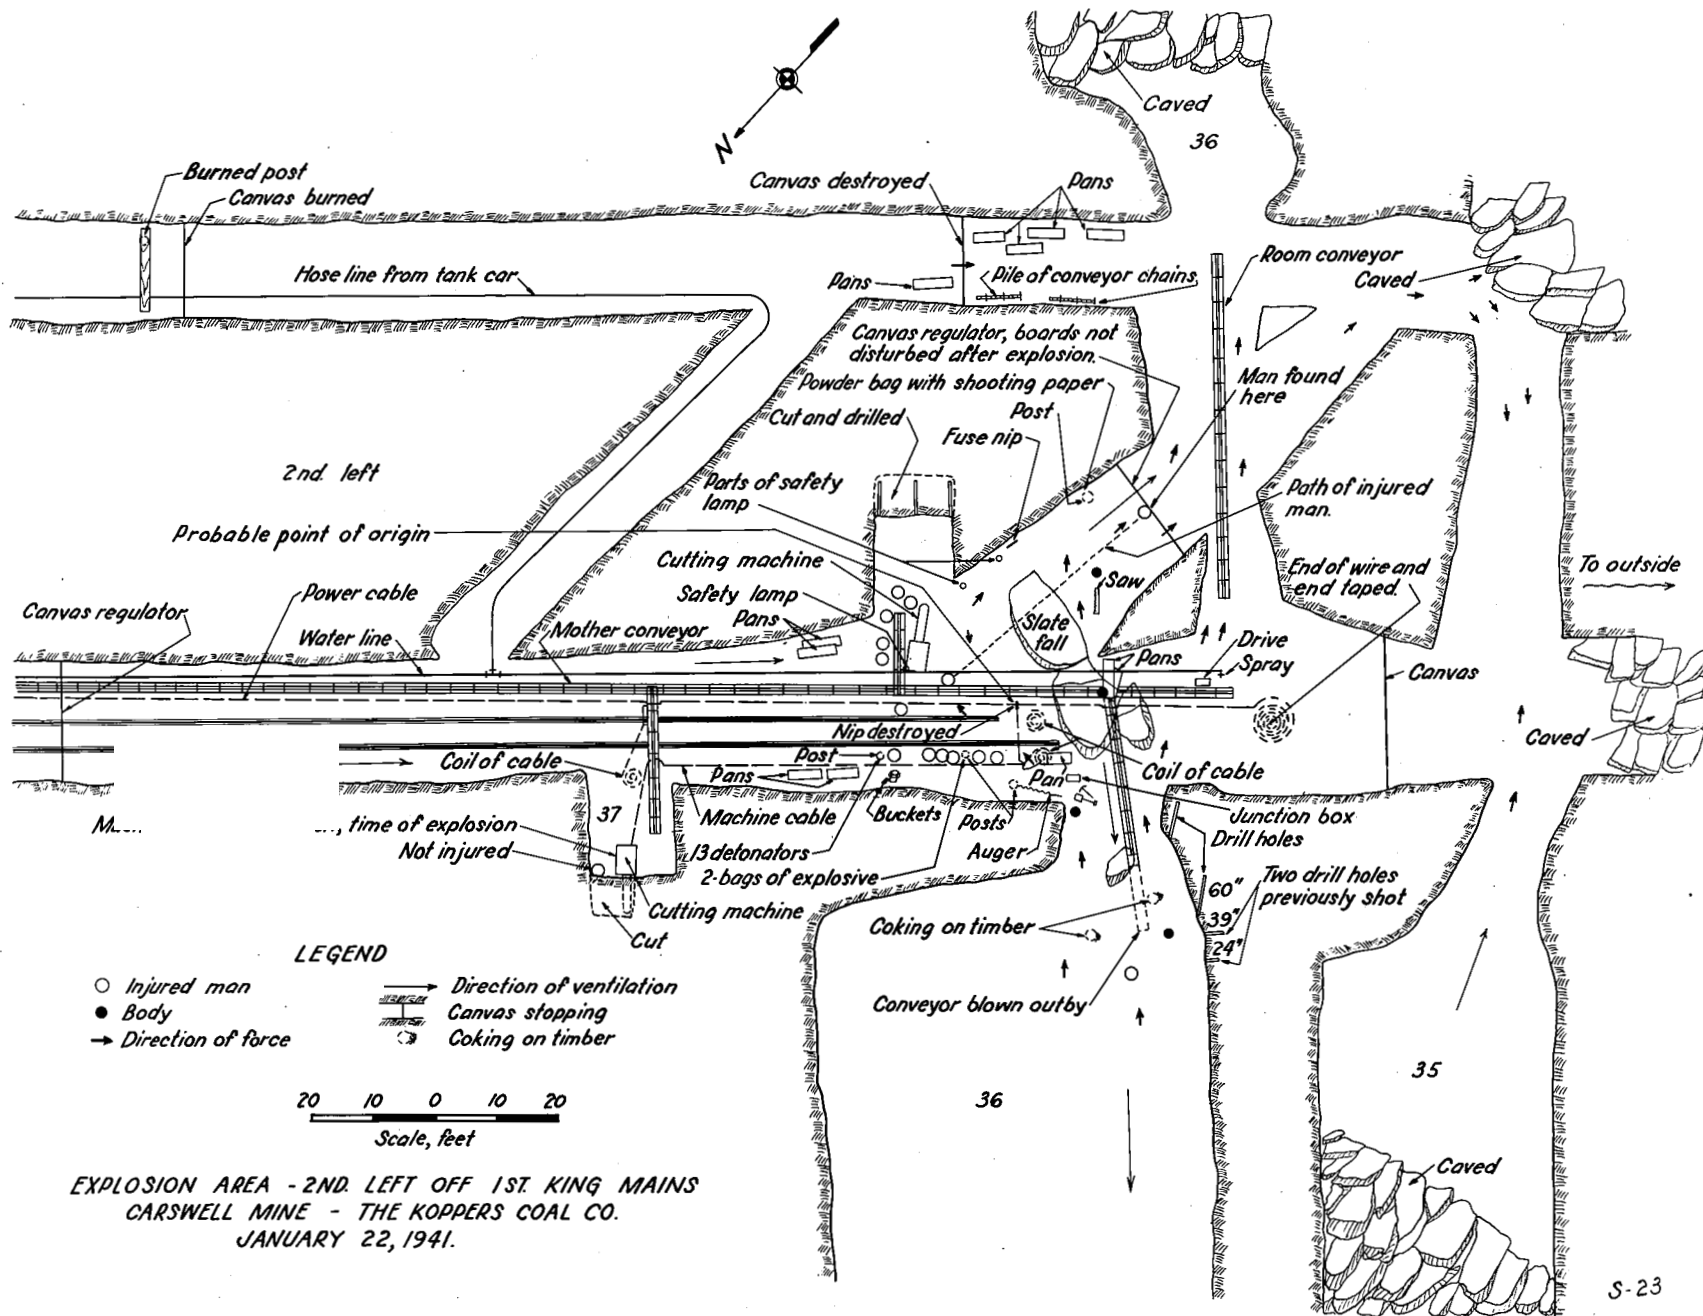 Caved
36
N
Burned post
Canvas burned
Canvas destroyed
Pans
Hose line from tank car
Pans
Pile of conveyor chains
Room conveyor
Caved
Canvas regulator, boards not
disturbed after explosion.
Powder bag with shooting paper
Man found
here
Cut and drilled
Post
Fuse nip
2nd. left
Parts of safety
lamp
Path of injured
man.
Probable point of origin
Cutting machine
Saw
End of wire and
end taped.
To outside
Power cable
Safety lamp
Canvas regulator
Pans
Water line
Mother conveyor
Slate
fall
Drive
Pans
Spray
Canvas
Nip destroyed
Caved
Coil of cable
Post
Pans
Pan
Coil of cable
37
Machine cable
Buckets
Posts
Junction box
time of explosion
Drill holes
Not injured
13 detonators
Auger
2-bags of explosive
60"
Two drill holes
previously shot
Cutting machine
39"
Coking on timber
24"
Cut
LEGEND
Injured man
Direction of ventilation
Body
Canvas stopping
Direction of force
Coking on timber
Conveyor blown outby
35
36
20 10 0 10 20
Scale, feet
Caved
EXPLOSION AREA - 2ND. LEFT OFF 1ST. KING MAINS
CARSWELL MINE - THE KOPPERS COAL CO.
JANUARY 22, 1941.
S-23